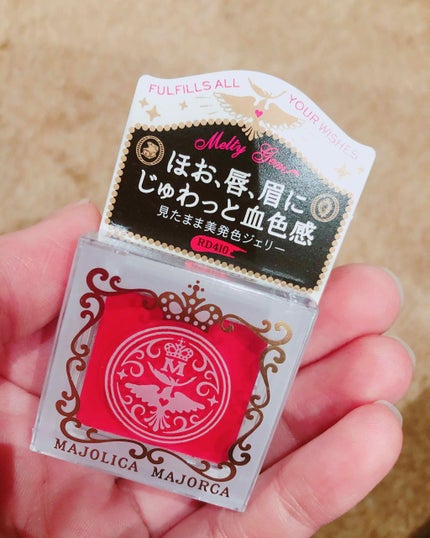 FULFILLS ALL YOUR WISHES
Melty Gem
ほお、唇、眉に
じゅわっと血色感
見たまま美発色ジェリー
RD410
M
MAJOLICA MAJORCA